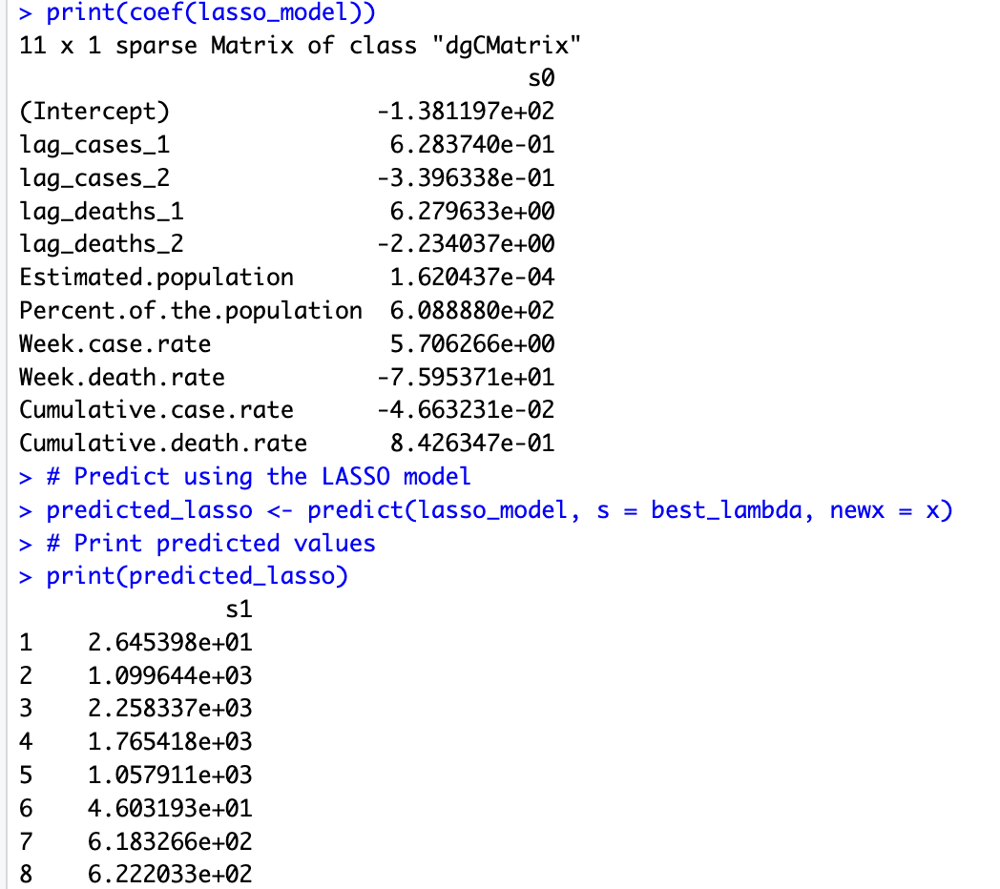 > print(coef(lasso_model))
11 x 1 sparse Matrix of class "dgCMatrix"
s0
(Intercept) -1.381197e+02
lag_cases_1 6.283740e-01
lag_cases_2 -3.396338e-01
lag_deaths_1 6.279633e+00
lag_deaths_2 -2.234037e+00
Estimated.population 1.620437e-04
Percent.of.the.population 6.088880e+02
Week.case.rate 5.706266e+00
Week.death.rate -7.595371e+01
Cumulative.case.rate -4.663231e-02
Cumulative.death.rate 8.426347e-01
> # Predict using the LASSO model
> predicted_lasso <- predict(lasso_model, s = best_lambda, newx = x)
> # Print predicted values
> print(predicted_lasso)
s1
1 2.645398e+01
2 1.099644e+03
3 2.258337e+03
4 1.765418e+03
5 1.057911e+03
6 4.603193e+01
7 6.183266e+02
8 6.222033e+02